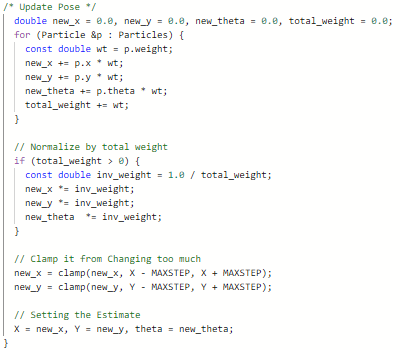 /* Update Pose */
double new_x = 0.0, new_y = 0.0, new_theta = 0.0, total_weight = 0.0;
for (Particle &p : Particles) {
const double wt = p.weight;
new_x += p.x * wt;
new_y += p.y * wt;
new_theta += p.theta * wt;
total_weight += wt;
}
// Normalize by total weight
if (total_weight > 0) {
const double inv_weight = 1.0 / total_weight;
new_x *= inv_weight;
new_y *= inv_weight;
new_theta  *= inv_weight;
}
// Clamp it from Changing too much
new_x = clamp(new_x, X - MAXSTEP, X + MAXSTEP);
new_y = clamp(new_y, Y - MAXSTEP, Y + MAXSTEP);
// Setting the Estimate
X = new_x, Y = new_y, theta = new_theta;
}